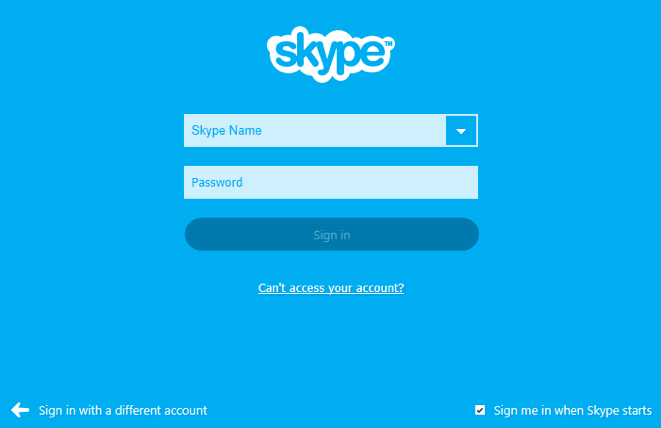 skype™
Skype Name
Password
Sign in
Can't access your account?
Sign in with a different account
Sign me in when Skype starts